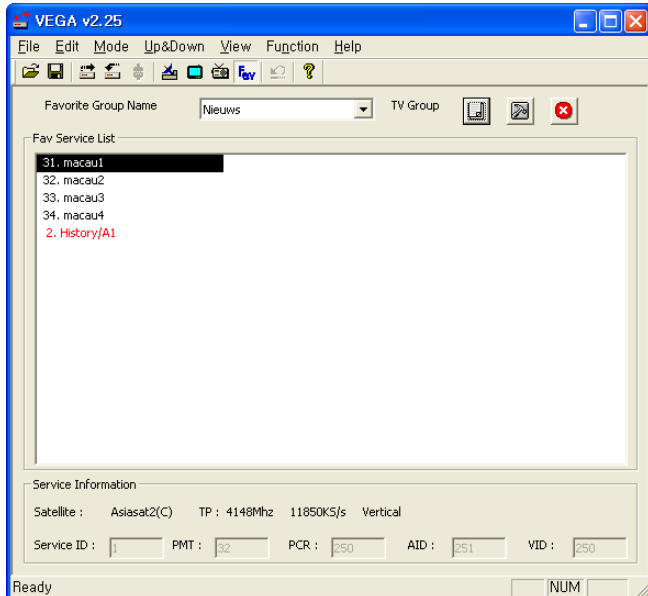 VEGA v2.25
File Edit Mode Up&Down View Function Help
Fav
Favorite Group Name Nieuws TV Group
Fav Service List
31. macau1
32. macau2
33. macau3
34. macau4
2. History/A1
Service Information
Satellite : Asiasat2(C) TP : 4148Mhz 11850KS/s Vertical
Service ID : 1 PMT : 32 PCR : 250 AID : 251 VID : 250
Ready NUM